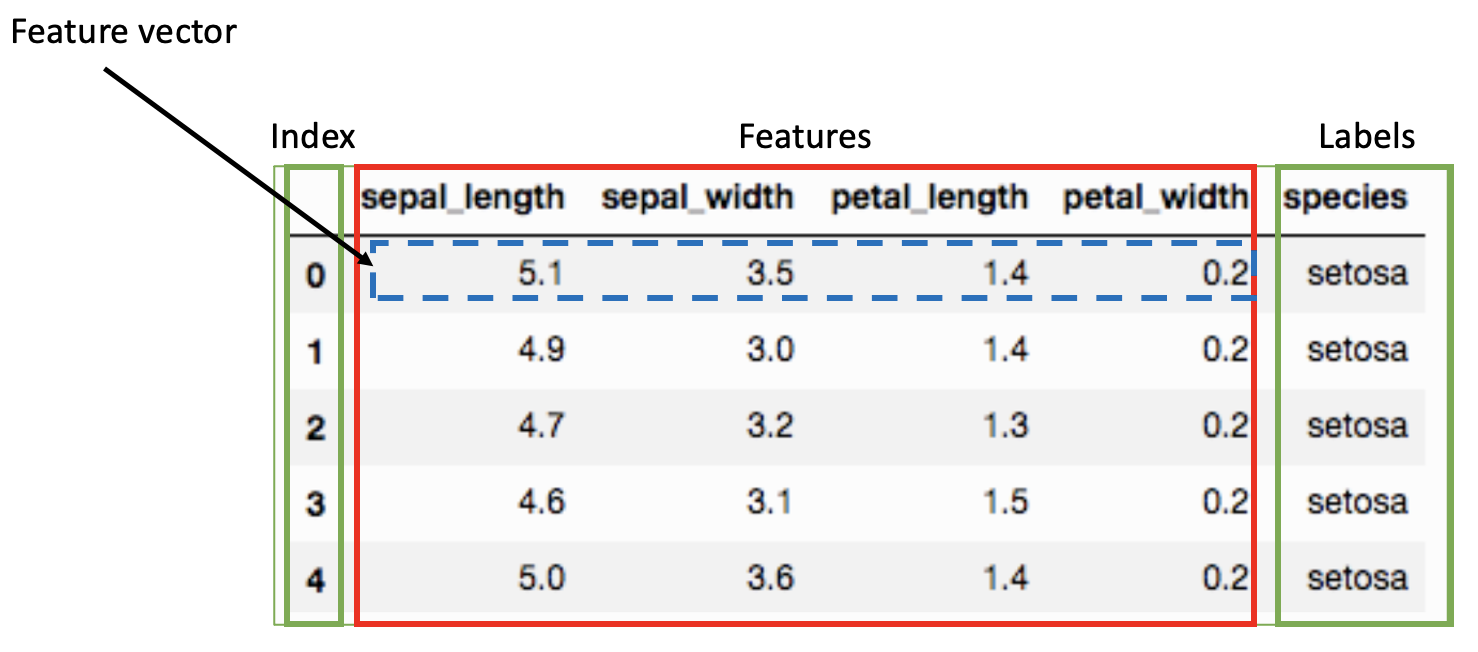 Feature vector
Index Features Labels
sepal_length sepal_width petal_length petal_width species
0 5.1 3.5 1.4 0.2 setosa
1 4.9 3.0 1.4 0.2 setosa
2 4.7 3.2 1.3 0.2 setosa
3 4.6 3.1 1.5 0.2 setosa
4 5.0 3.6 1.4 0.2 setosa